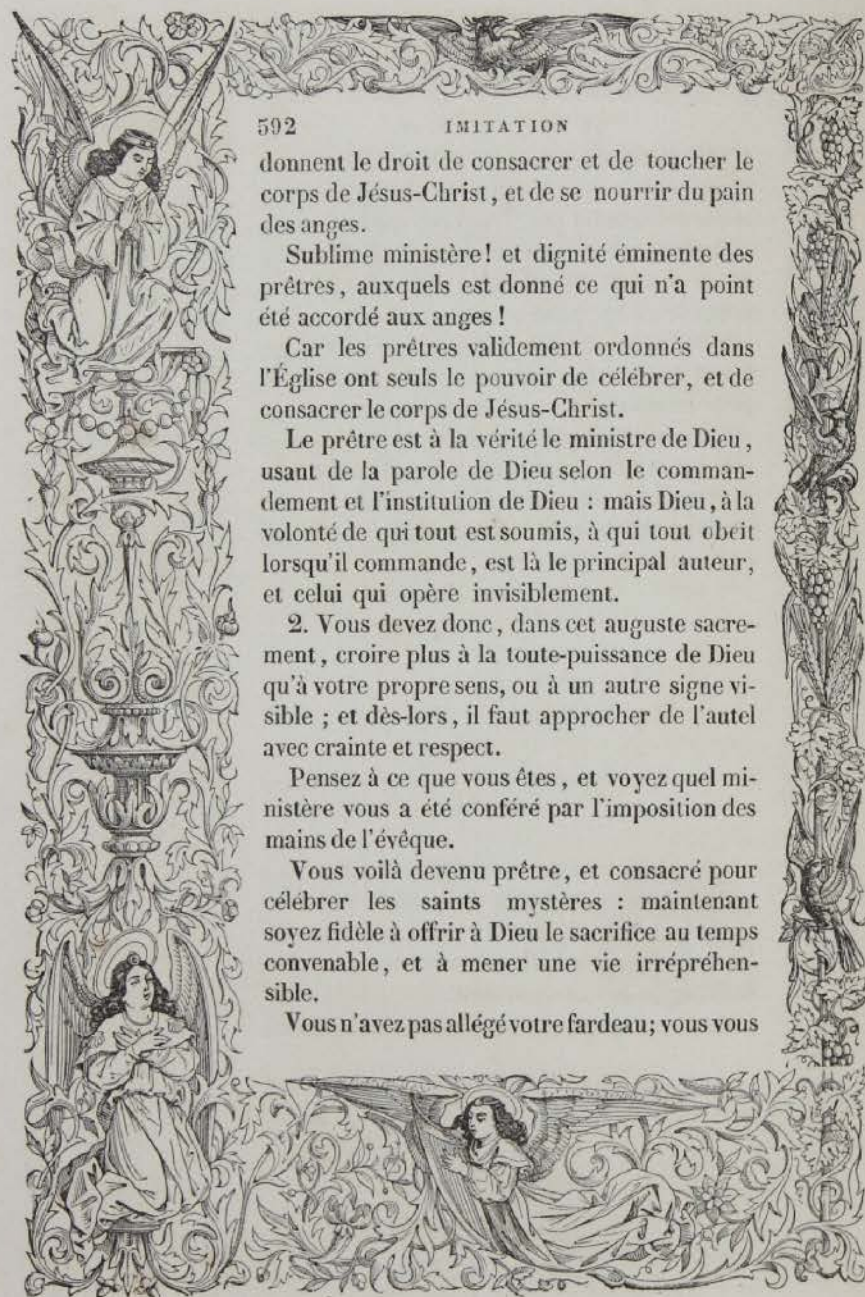 592 IMITATION
donnent le droit de consacrer et de toucher le
corps de Jésus-Christ, et de se nourrir du pain
des anges.
Sublime ministère! et dignité éminente des
prêtres, auxquels est donné ce qui n'a point
été accordé aux anges !
Car les prêtres validement ordonnés dans
l'Église ont seuls le pouvoir de célébrer, et de
consacrer le corps de Jésus-Christ.
Le prêtre est à la vérité le ministre de Dieu,
usant de la parole de Dieu selon le comman-
dement et l'institution de Dieu : mais Dieu, à la
volonté de qui tout est soumis, à qui tout obeit
lorsqu'il commande, est là le principal auteur,
et celui qui opère invisiblement.
2. Vous devez donc, dans cet auguste sacre-
ment, croire plus à la toute-puissance de Dieu
qu'à votre propre sens, ou à un autre signe vi-
sible ; et dès-lors, il faut approcher de l'autel
avec crainte et respect.
Pensez à ce que vous êtes, et voyez quel mi-
nistère vous a été conféré par l'imposition des
mains de l'évêque.
Vous voilà devenu prêtre, et consacré pour
célébrer les saints mystères : maintenant
soyez fidèle à offrir à Dieu le sacrifice au temps
convenable, et à mener une vie irrépréhen-
sible.
Vous n'avez pas allégé votre fardeau; vous vous